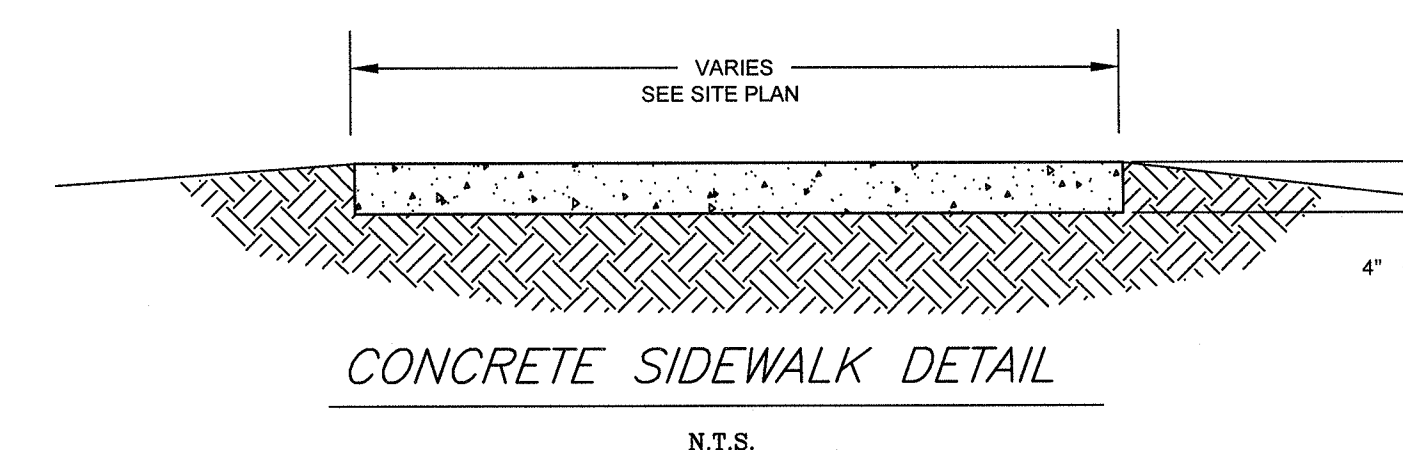 VARIES
SEE SITE PLAN
4"
CONCRETE SIDEWALK DETAIL
N.T.S.